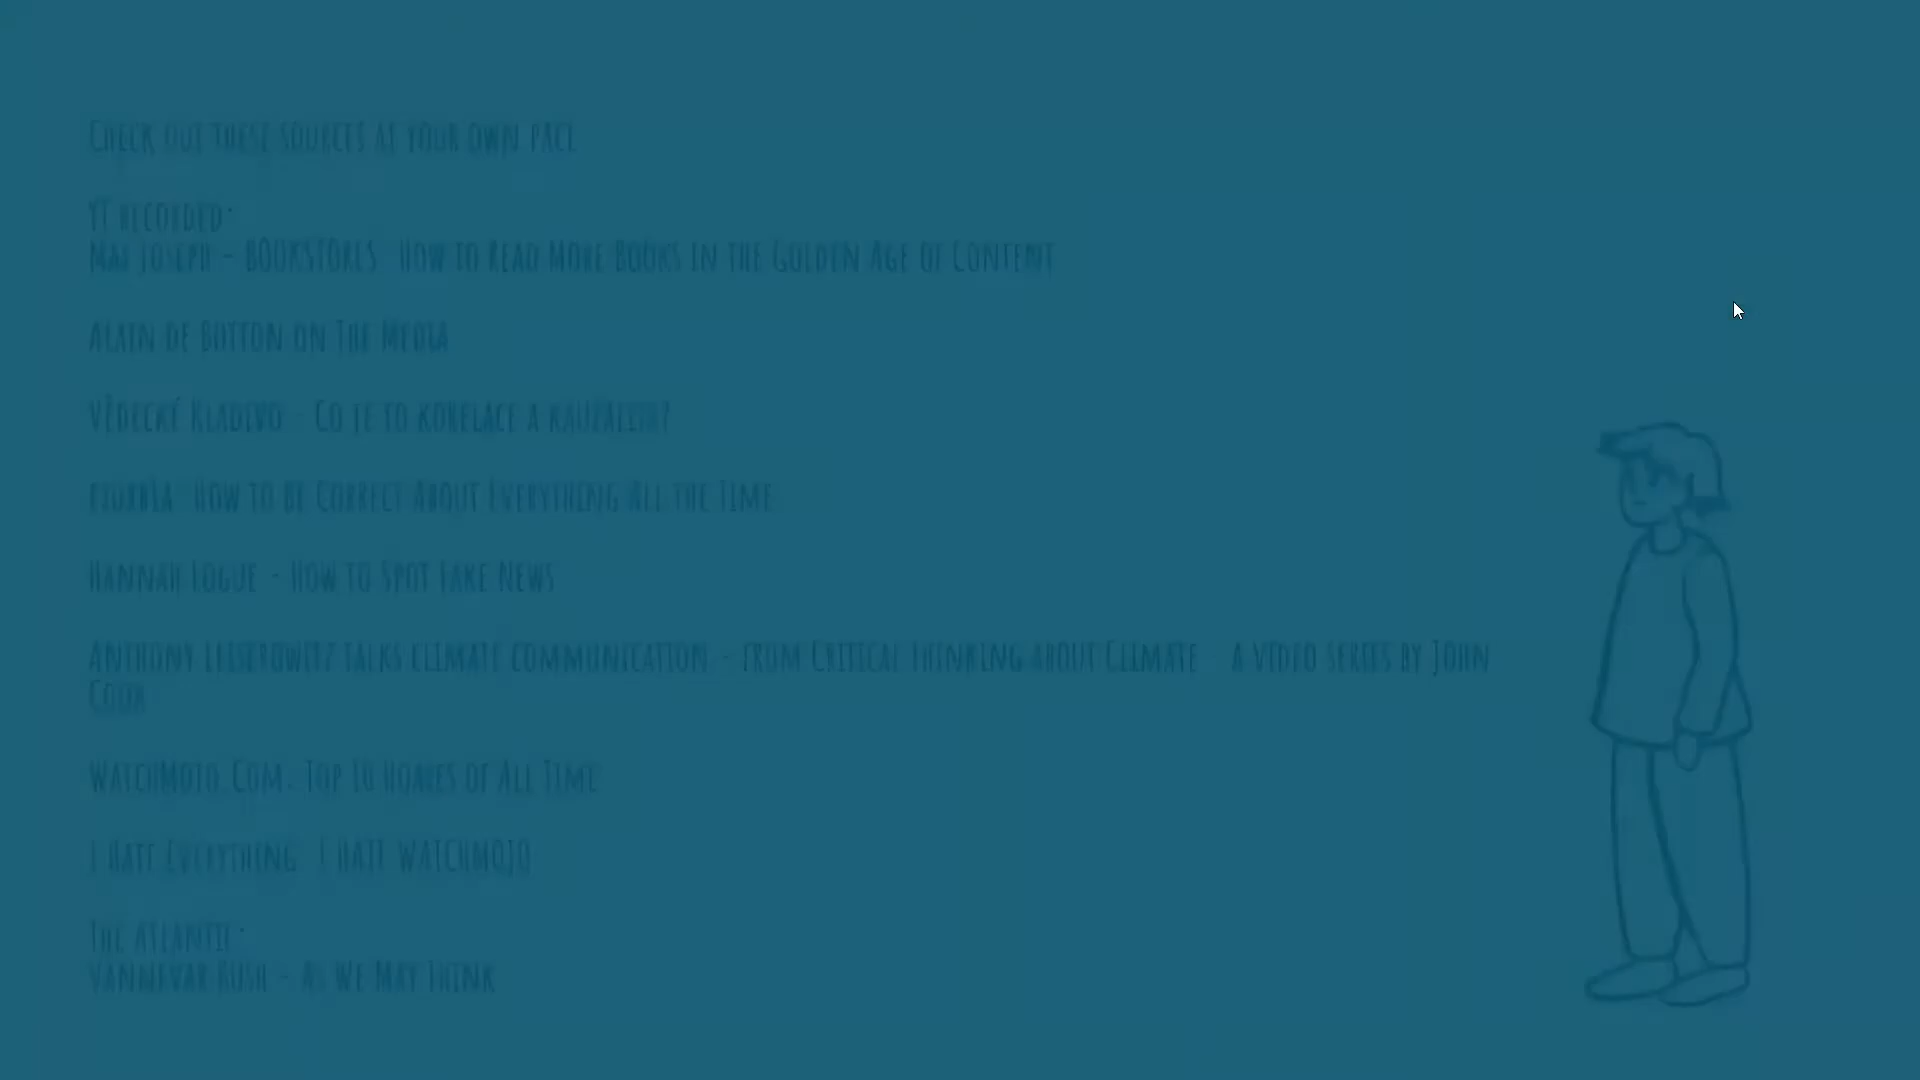 Check out these sources at your own pace
YT recorded:
Max Joseph - BOOKSTORES: How to Read More Books in the Golden Age of Content
Alain de Botton on The Media
Vědecké kladivo - Co je to korelace a kauzalita?
exurb1a: How to Be Correct About Everything All the Time
Hannah Logue - How to Spot Fake News
Anthony Leiserowitz talks climate communication - from Critical thinking about Climate - a video series by John
Cook
WatchMojo.Com: Top 10 Hoaxes of All Time
I Hate Everything: I HATE WATCHMOJO
The Atlantic:
Vannevar Bush - As We May Think